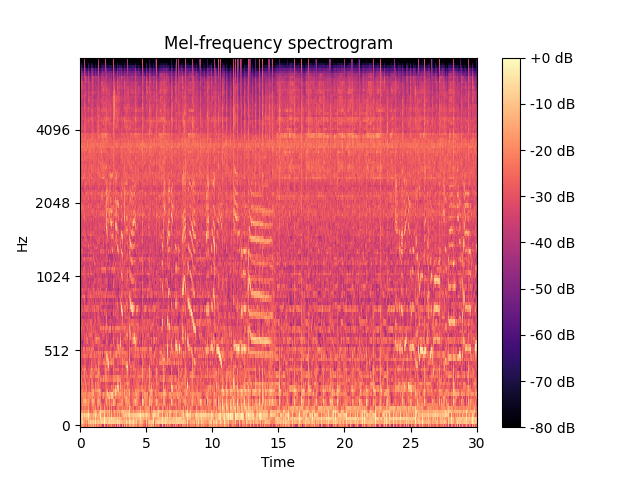 Mel-frequency spectrogram
Hz
4096
2048
1024
512
0
0 5 10 15 20 25 30
Time
+0 dB
-10 dB
-20 dB
-30 dB
-40 dB
-50 dB
-60 dB
-70 dB
-80 dB